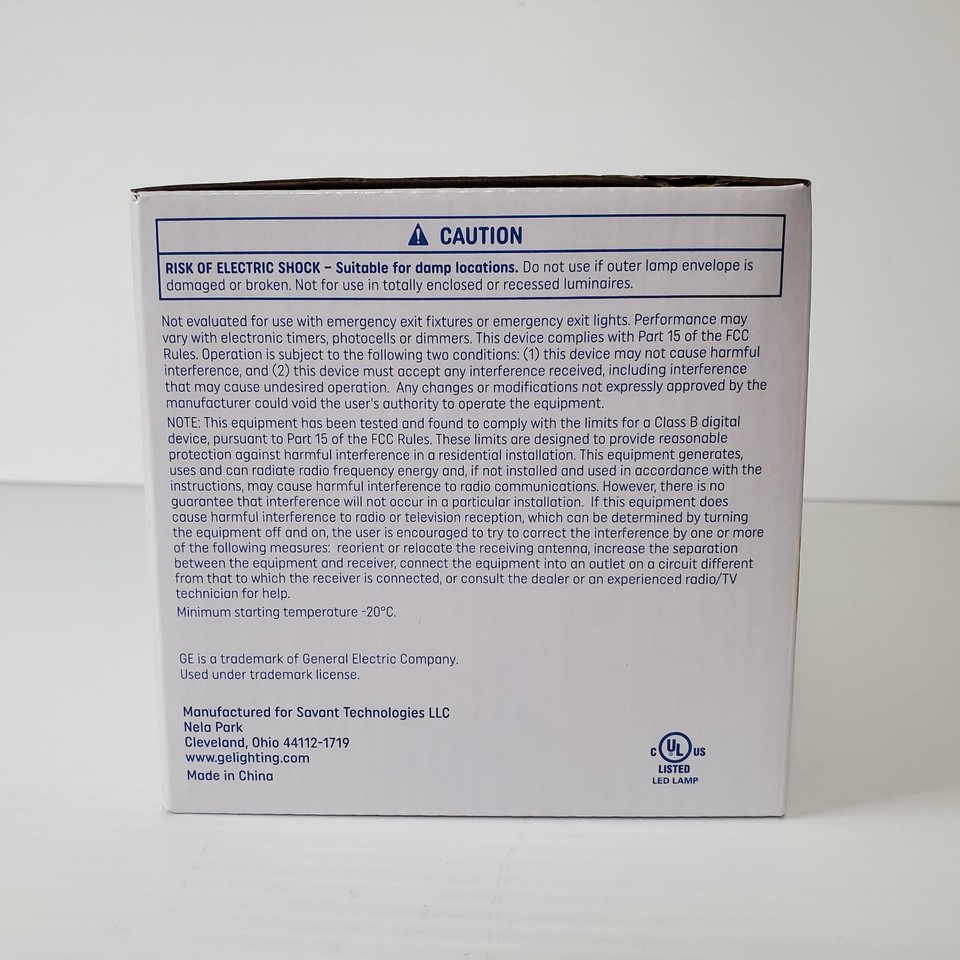 CAUTION
RISK OF ELECTRIC SHOCK – Suitable for damp locations. Do not use if outer lamp envelope is
damaged or broken. Not for use in totally enclosed or recessed luminaires.
Not evaluated for use with emergency exit fixtures or emergency exit lights. Performance may
vary with electronic timers, photocells or dimmers. This device complies with Part 15 of the FCC
Rules. Operation is subject to the following two conditions: (1) this device may not cause harmful
interference, and (2) this device must accept any interference received, including interference
that may cause undesired operation. Any changes or modifications not expressly approved by the
manufacturer could void the user's authority to operate the equipment.
NOTE: This equipment has been tested and found to comply with the limits for a Class B digital
device, pursuant to Part 15 of the FCC Rules. These limits are designed to provide reasonable
protection against harmful interference in a residential installation. This equipment generates,
uses and can radiate radio frequency energy and, if not installed and used in accordance with the
instructions, may cause harmful interference to radio communications. However, there is no
guarantee that interference will not occur in a particular installation. If this equipment does
cause harmful interference to radio or television reception, which can be determined by turning
the equipment off and on, the user is encouraged to try to correct the interference by one or more
of the following measures: reorient or relocate the receiving antenna, increase the separation
between the equipment and receiver, connect the equipment into an outlet on a circuit different
from that to which the receiver is connected, or consult the dealer or an experienced radio/TV
technician for help.
Minimum starting temperature -20°C.
GE is a trademark of General Electric Company.
Used under trademark license.
Manufactured for Savant Technologies LLC
Nela Park
Cleveland, Ohio 44112-1719
www.gelighting.com
Made in China
C UL US
LISTED
LED LAMP